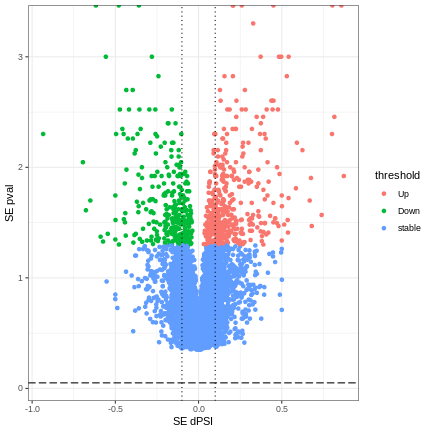 3
2
1
0
SE pval
-1.0
-0.5
0.0
0.5
SE dPSI
threshold
Up
Down
stable